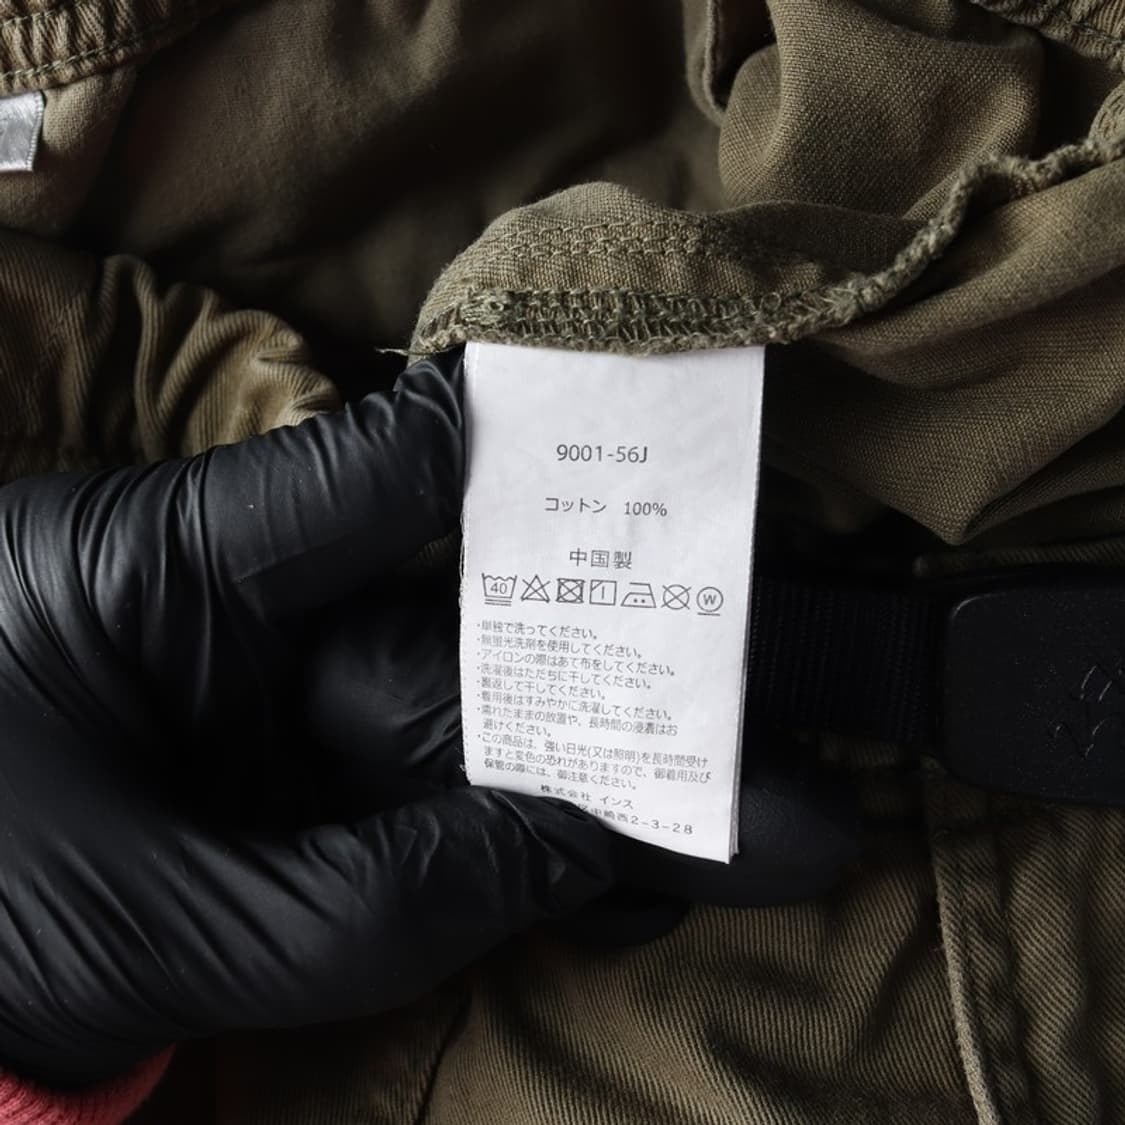 9001-56J
コットン 100%
中国製
40 W
・単独で洗ってください。
・無蛍光洗剤を使用してください。
・アイロンの際はあて布をしてください。
・洗濯後はただちに干してください。
・裏返して干してください。
・着用後はすみやかに洗濯してください。
・濡れたままの放置や、長時間の浸漬はお
避けください。
・この商品は、強い日光(又は照明)を長時間受け
ますと変色の恐れがありますので、御着用及び
保管の際には、御注意ください。
株式会社 インス
崎西2-3-28